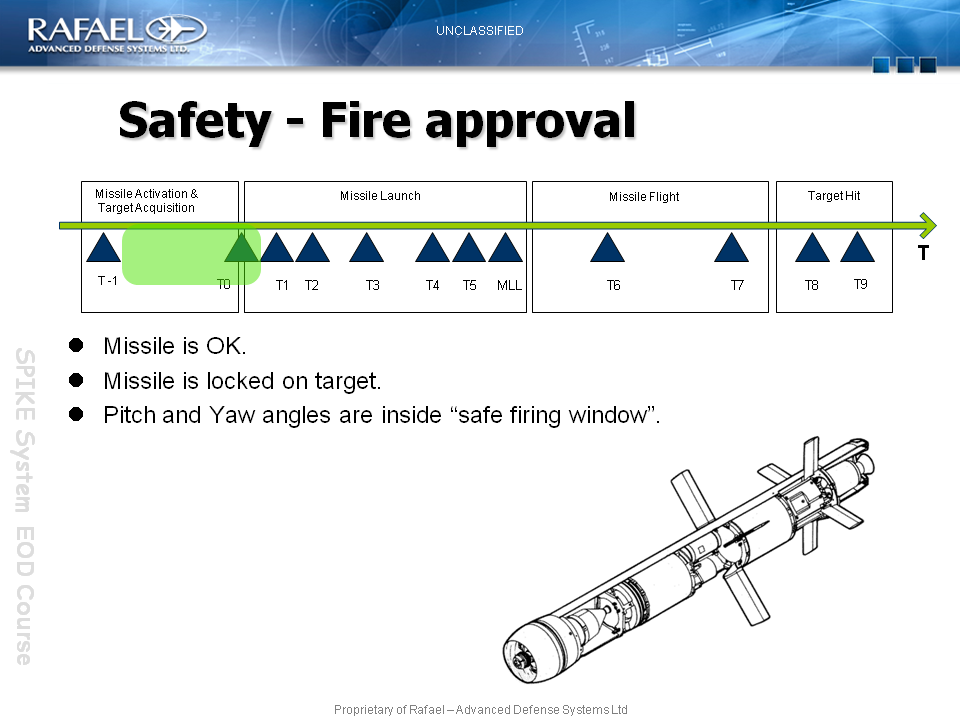 RAFAEL
ADVANCED DEFENSE SYSTEMS LTD.
UNCLASSIFIED
Safety - Fire approval
Missile Activation &
Target Acquisition
Missile Launch
Missile Flight
Target Hit
T
T -1
T0
T1
T2
T3
T4
T5
MLL
T6
T7
T8
T9
Missile is OK.
Missile is locked on target.
Pitch and Yaw angles are inside “safe firing window”.
SPIKE System EOD Course
Proprietary of Rafael – Advanced Defense Systems Ltd